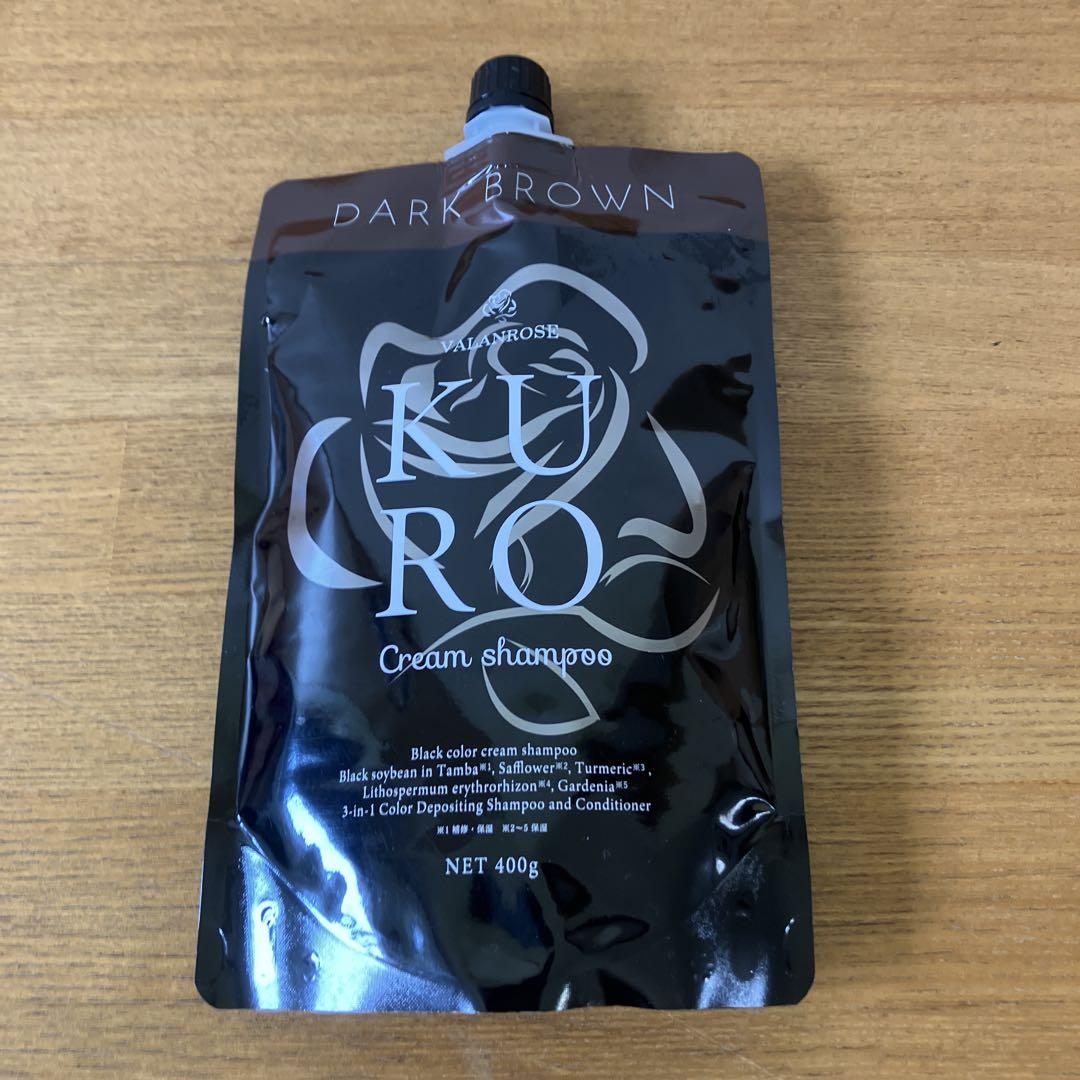 DARK BROWN
VALANROSE
KU
RO
Cream shampoo
Black color cream shampoo
Black soybean in Tamba※1, Safflower※2, Turmeric※3,
Lithospermum erythrorhizon※4, Gardenia※5
3-in-1 Color Depositing Shampoo and Conditioner
※1 補修・保湿 ※2～5 保湿
NET 400g